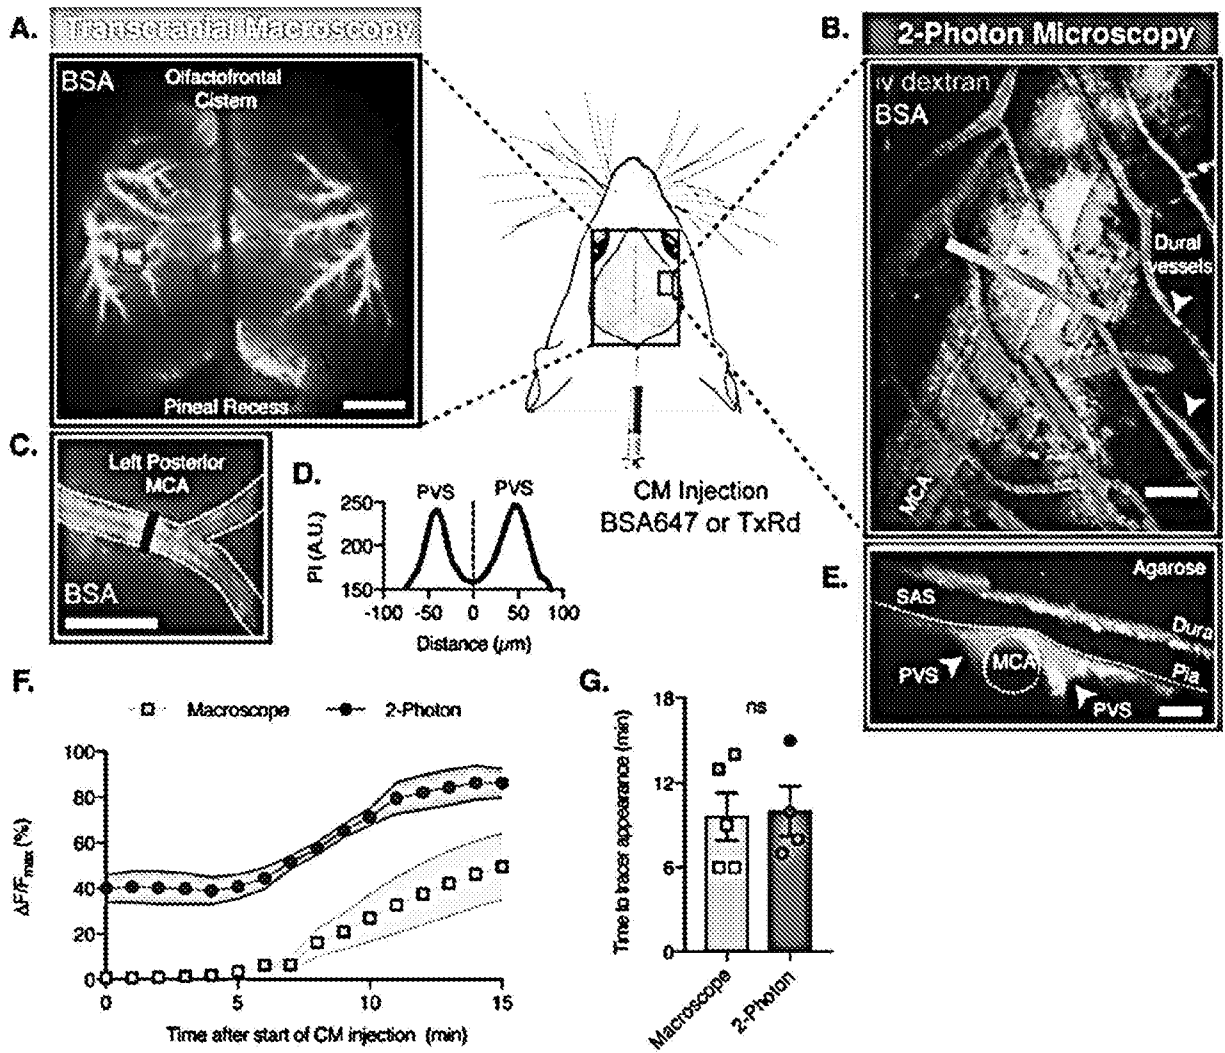 A.
Transcranial Macroscopy
BSA
Olfactofrontal
Cistern
Pineal Recess
B.
2-Photon Microscopy
iv dextran
BSA
Dural
vessels
MCA
CM Injection
BSA647 or TxRd
C.
Left Posterior
MCA
BSA
D.
PVS
PVS
PI (A.U.)
250
200
150
-100
-50
0
50
100
Distance (µm)
E.
Agarose
SAS
Dura
PVS
MCA
Pia
PVS
F.
Macroscope
2-Photon
ΔF/Fmax (%)
100
80
60
40
20
0
0
5
10
15
Time after start of CM injection (min)
G.
ns
Time to tracer appearance (min)
18
12
6
0
Macroscope
2-Photon